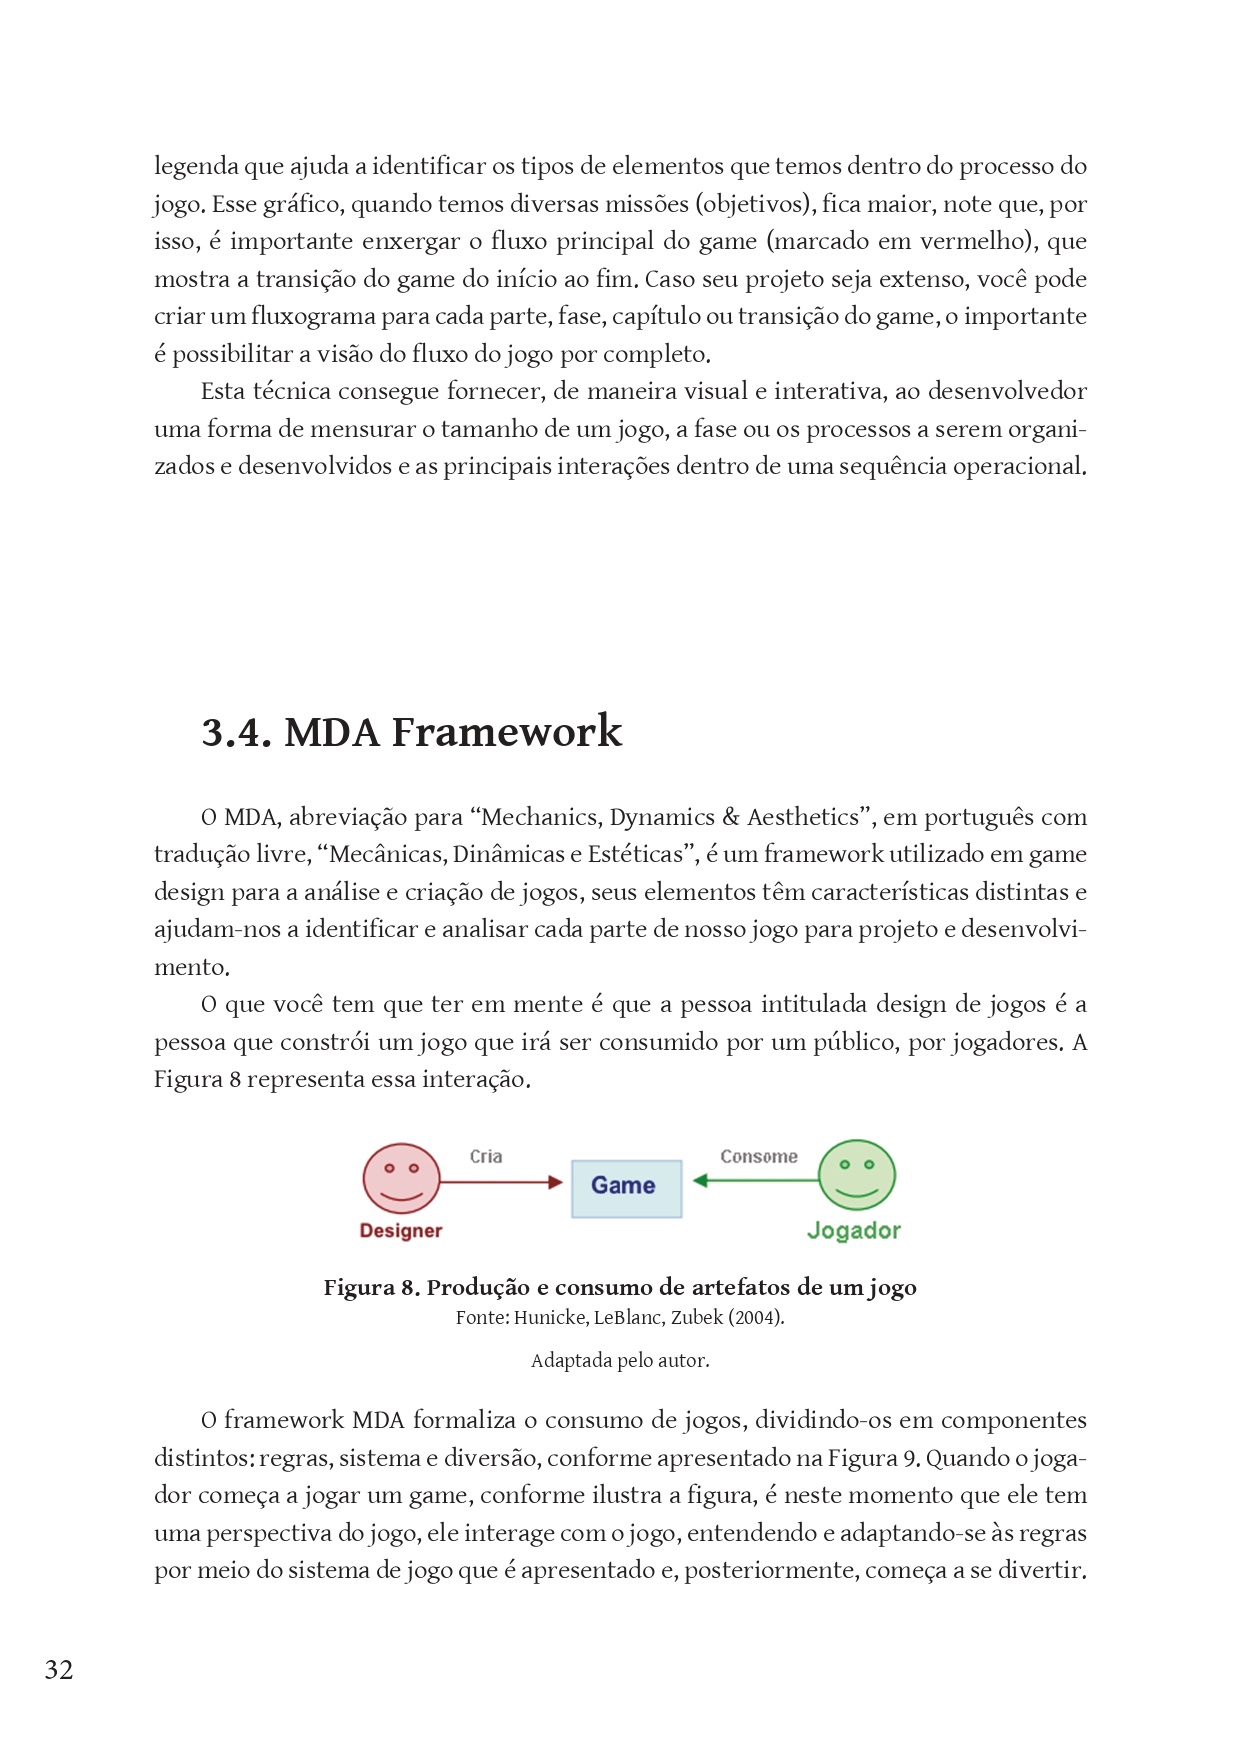 legenda que ajuda a identificar os tipos de elementos que temos dentro do processo do
jogo. Esse gráfico, quando temos diversas missões (objetivos), fica maior, note que, por
isso, é importante enxergar o fluxo principal do game (marcado em vermelho), que
mostra a transição do game do início ao fim. Caso seu projeto seja extenso, você pode
criar um fluxograma para cada parte, fase, capítulo ou transição do game, o importante
é possibilitar a visão do fluxo do jogo por completo.
Esta técnica consegue fornecer, de maneira visual e interativa, ao desenvolvedor
uma forma de mensurar o tamanho de um jogo, a fase ou os processos a serem organi-
zados e desenvolvidos e as principais interações dentro de uma sequência operacional.
3.4. MDA Framework
O MDA, abreviação para “Mechanics, Dynamics & Aesthetics”, em português com
tradução livre, “Mecânicas, Dinâmicas e Estéticas”, é um framework utilizado em game
design para a análise e criação de jogos, seus elementos têm características distintas e
ajudam-nos a identificar e analisar cada parte de nosso jogo para projeto e desenvolvi-
mento.
O que você tem que ter em mente é que a pessoa intitulada design de jogos é a
pessoa que constrói um jogo que irá ser consumido por um público, por jogadores. A
Figura 8 representa essa interação.
Cria
Consome
Game
Designer
Jogador
Figura 8. Produção e consumo de artefatos de um jogo
Fonte: Hunicke, LeBlanc, Zubek (2004).
Adaptada pelo autor.
O framework MDA formaliza o consumo de jogos, dividindo-os em componentes
distintos: regras, sistema e diversão, conforme apresentado na Figura 9. Quando o joga-
dor começa a jogar um game, conforme ilustra a figura, é neste momento que ele tem
uma perspectiva do jogo, ele interage com o jogo, entendendo e adaptando-se às regras
por meio do sistema de jogo que é apresentado e, posteriormente, começa a se divertir.
32